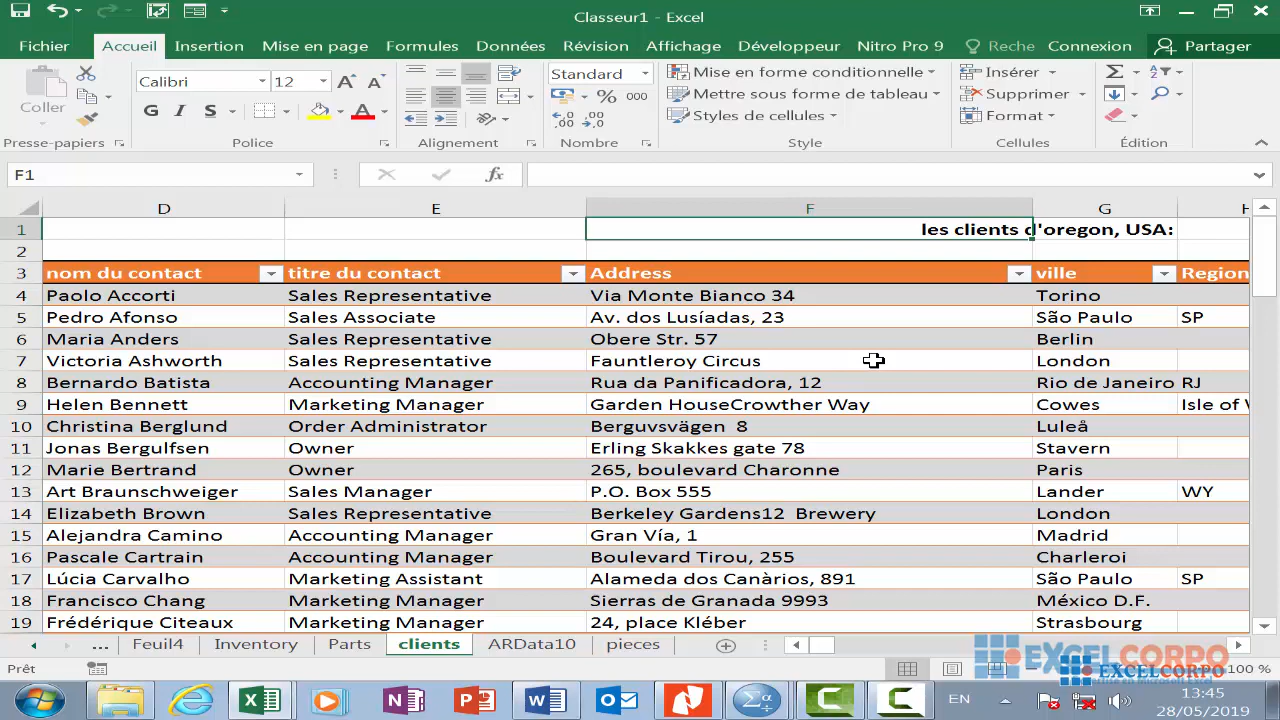 Classeur1 - Excel
Fichier Accueil Insertion Mise en page Formules Données Révision Affichage Développeur Nitro Pro 9 Reche Connexion Partager
Coller
Calibri 12
G I S
Standard
% 000
Mise en forme conditionnelle
Mettre sous forme de tableau
Styles de cellules
Insérer
Supprimer
Format
Presse-papiers Police Alignement Nombre Style Cellules Édition
F1 fx
D E F G H
1 les clients d'oregon, USA:
2
3 nom du contact titre du contact Address ville Region
4 Paolo Accorti Sales Representative Via Monte Bianco 34 Torino
5 Pedro Afonso Sales Associate Av. dos Lusíadas, 23 São Paulo SP
6 Maria Anders Sales Representative Obere Str. 57 Berlin
7 Victoria Ashworth Sales Representative Fauntleroy Circus London
8 Bernardo Batista Accounting Manager Rua da Panificadora, 12 Rio de Janeiro RJ
9 Helen Bennett Marketing Manager Garden HouseCrowther Way Cowes Isle of
10 Christina Berglund Order Administrator Berguvsvägen 8 Luleå
11 Jonas Bergulfsen Owner Erling Skakkes gate 78 Stavern
12 Marie Bertrand Owner 265, boulevard Charonne Paris
13 Art Braunschweiger Sales Manager P.O. Box 555 Lander WY
14 Elizabeth Brown Sales Representative Berkeley Gardens12 Brewery London
15 Alejandra Camino Accounting Manager Gran Vía, 1 Madrid
16 Pascale Cartrain Accounting Manager Boulevard Tirou, 255 Charleroi
17 Lúcia Carvalho Marketing Assistant Alameda dos Canàrios, 891 São Paulo SP
18 Francisco Chang Marketing Manager Sierras de Granada 9993 México D.F.
19 Frédérique Citeaux Marketing Manager 24, place Kléber Strasbourg
... Feuil4 Inventory Parts clients ARData10 pieces
EXCELCORPO
EXCELCORPO
Prêt 100 %
EN 13:45
28/05/2019